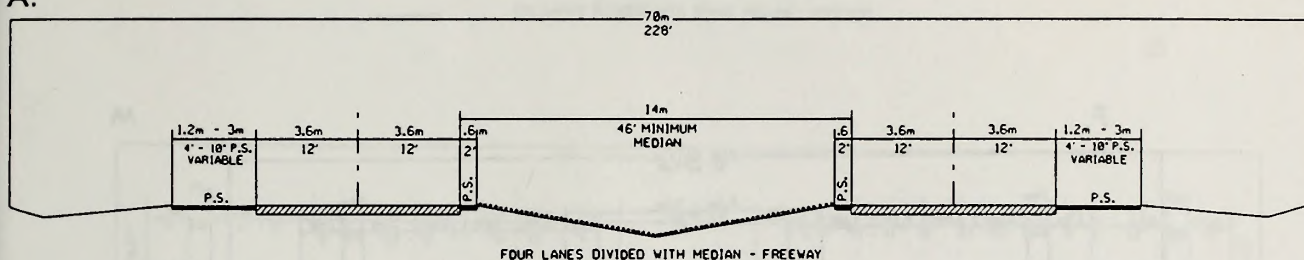 A.
70m
228'
14m
46' MINIMUM
MEDIAN
1.2m - 3m 3.6m 3.6m .6m .6 3.6m 3.6m 1.2m - 3m
4' - 10' P.S.
VARIABLE
12' 12' 2' 2' 12' 12'
4' - 10' P.S.
VARIABLE
P.S. P.S. P.S. P.S.
FOUR LANES DIVIDED WITH MEDIAN - FREEWAY